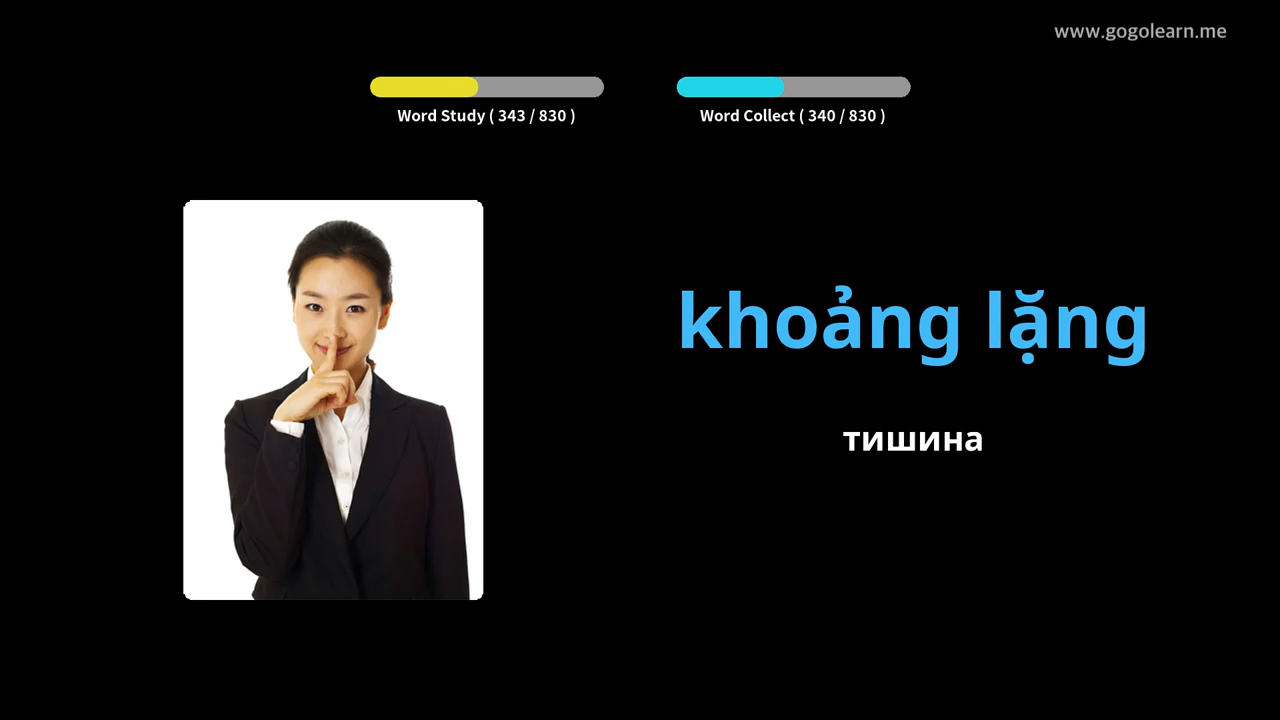 www.gogolearn.me
Word Study ( 343 / 830 )
Word Collect ( 340 / 830 )
khoảng lặng
тишина